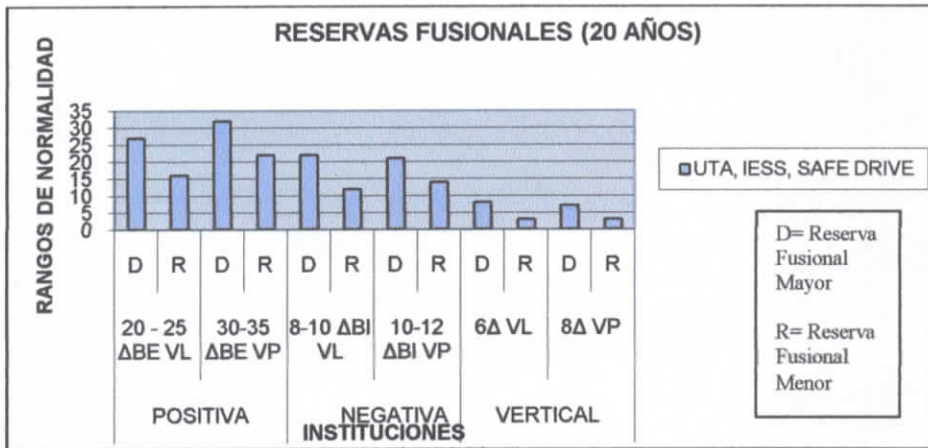 RESERVAS FUSIONALES (20 AÑOS)
RANGOS DE NORMALIDAD
35
30
25
20
15
10
5
0
D R D R D R D R D R D R
20 - 25 30-35 8-10 ΔBI 10-12 6Δ VL 8Δ VP
ΔBE VL ΔBE VP VL ΔBI VP
POSITIVA NEGATIVA VERTICAL
INSTITUCIONES
UTA, IESS, SAFE DRIVE
D= Reserva
Fusional
Mayor
R= Reserva
Fusional
Menor